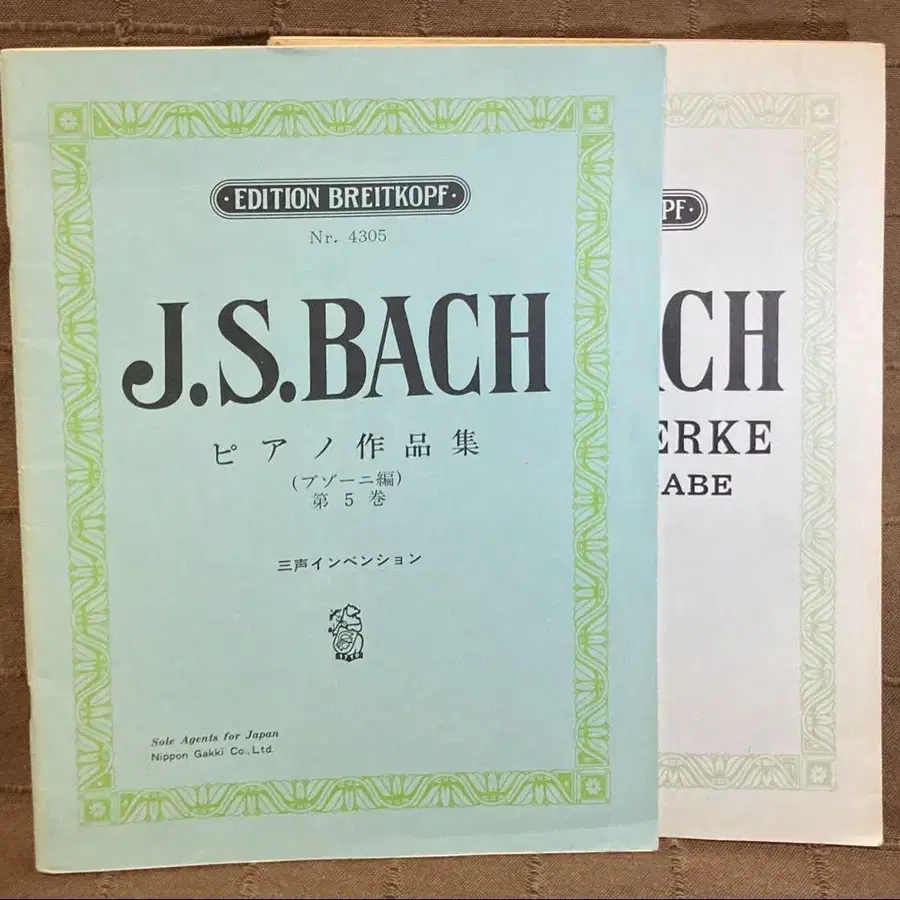 ·EDITION BREITKOPF·
Nr. 4305
J.S.BACH
ピアノ作品集
(ブゾーニ編)
第5巻
三声インベンション
Sole Agents for Japan
Nippon Gakki Co.,Ltd.
PF·
ACH
ERKE
ABE